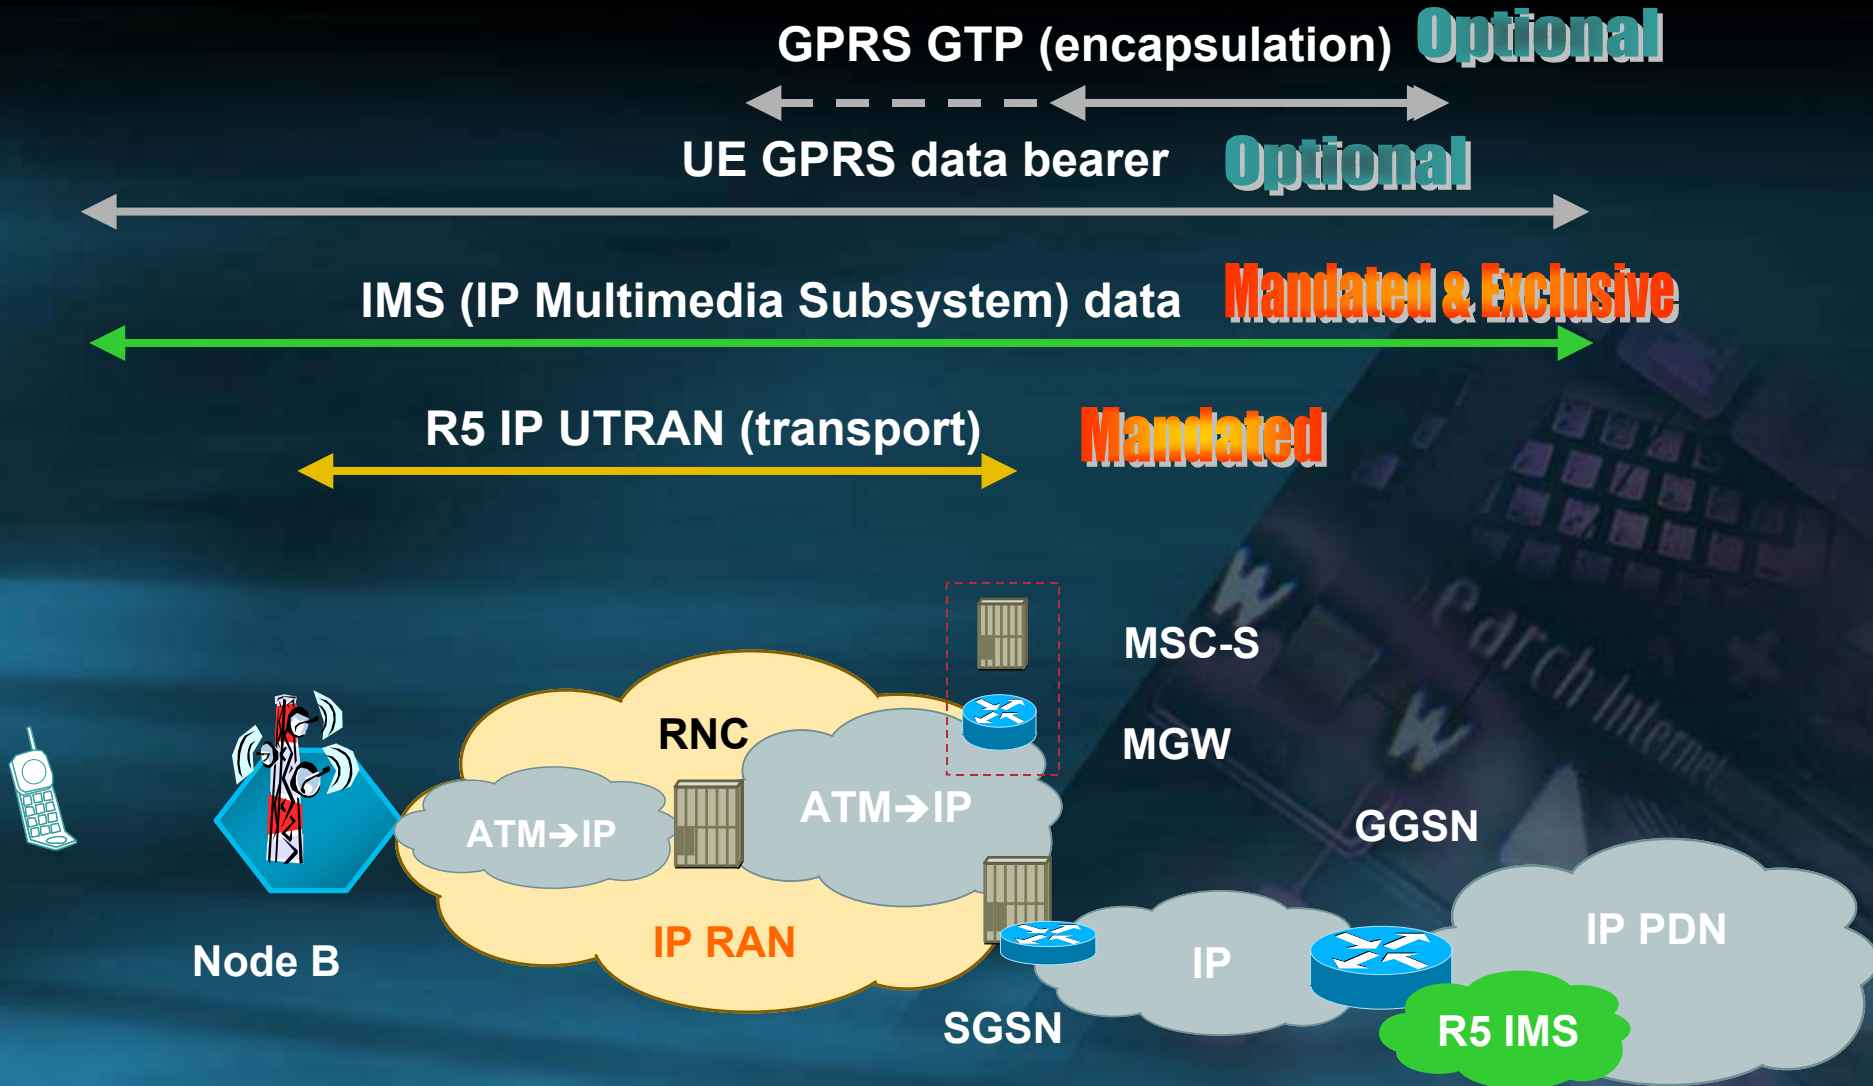 GPRS GTP (encapsulation) Optional
UE GPRS data bearer Optional
IMS (IP Multimedia Subsystem) data Mandated & Exclusive
R5 IP UTRAN (transport) Mandated
MSC-S
RNC
MGW
ATM➔IP
ATM➔IP
GGSN
IP RAN
IP PDN
Node B
IP
SGSN
R5 IMS
W
W
earch Internet